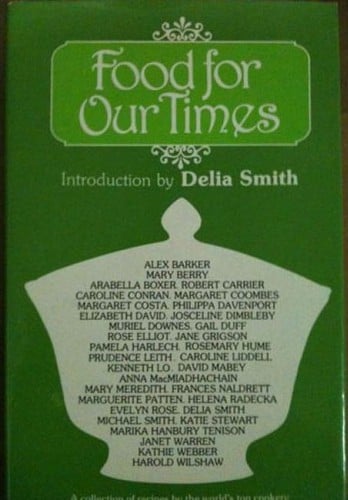 Food for
Our Times
Introduction by Delia Smith
ALEX BARKER
MARY BERRY
ARABELLA BOXER. ROBERT CARRIER
CAROLINE CONRAN. MARGARET COOMBES
MARGARET COSTA. PHILIPPA DAVENPORT
ELIZABETH DAVID. JOSCELINE DIMBLEBY
MURIEL DOWNES. GAIL DUFF
ROSE ELLIOT. JANE GRIGSON
PAMELA HARLECH. ROSEMARY HUME
PRUDENCE LEITH. CAROLINE LIDDELL
KENNETH LO. DAVID MABEY
ANNA MacMIADHACHAIN
MARY MEREDITH. FRANCES NALDRETT
MARGUERITE PATTEN. HELENA RADECKA
EVELYN ROSE. DELIA SMITH
MICHAEL SMITH. KATIE STEWART
MARIKA HANBURY TENISON
JANET WARREN
KATHIE WEBBER
HAROLD WILSHAW
A collection of recipes by the world's top cookery